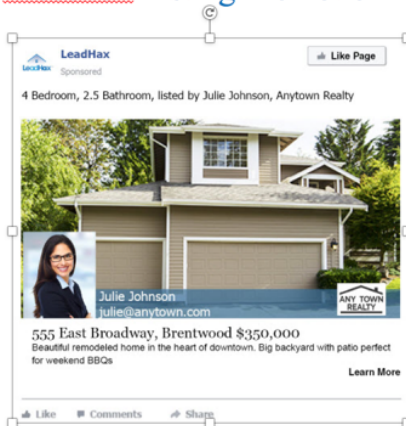 LeadHax
LeadHax
Sponsored
Like Page
4 Bedroom, 2.5 Bathroom, listed by Julie Johnson, Anytown Realty
Julie Johnson
julie@anytown.com
ANY TOWN
REALTY
555 East Broadway, Brentwood $350,000
Beautiful remodeled home in the heart of downtown. Big backyard with patio perfect
for weekend BBQs
Learn More
Like Comments Share